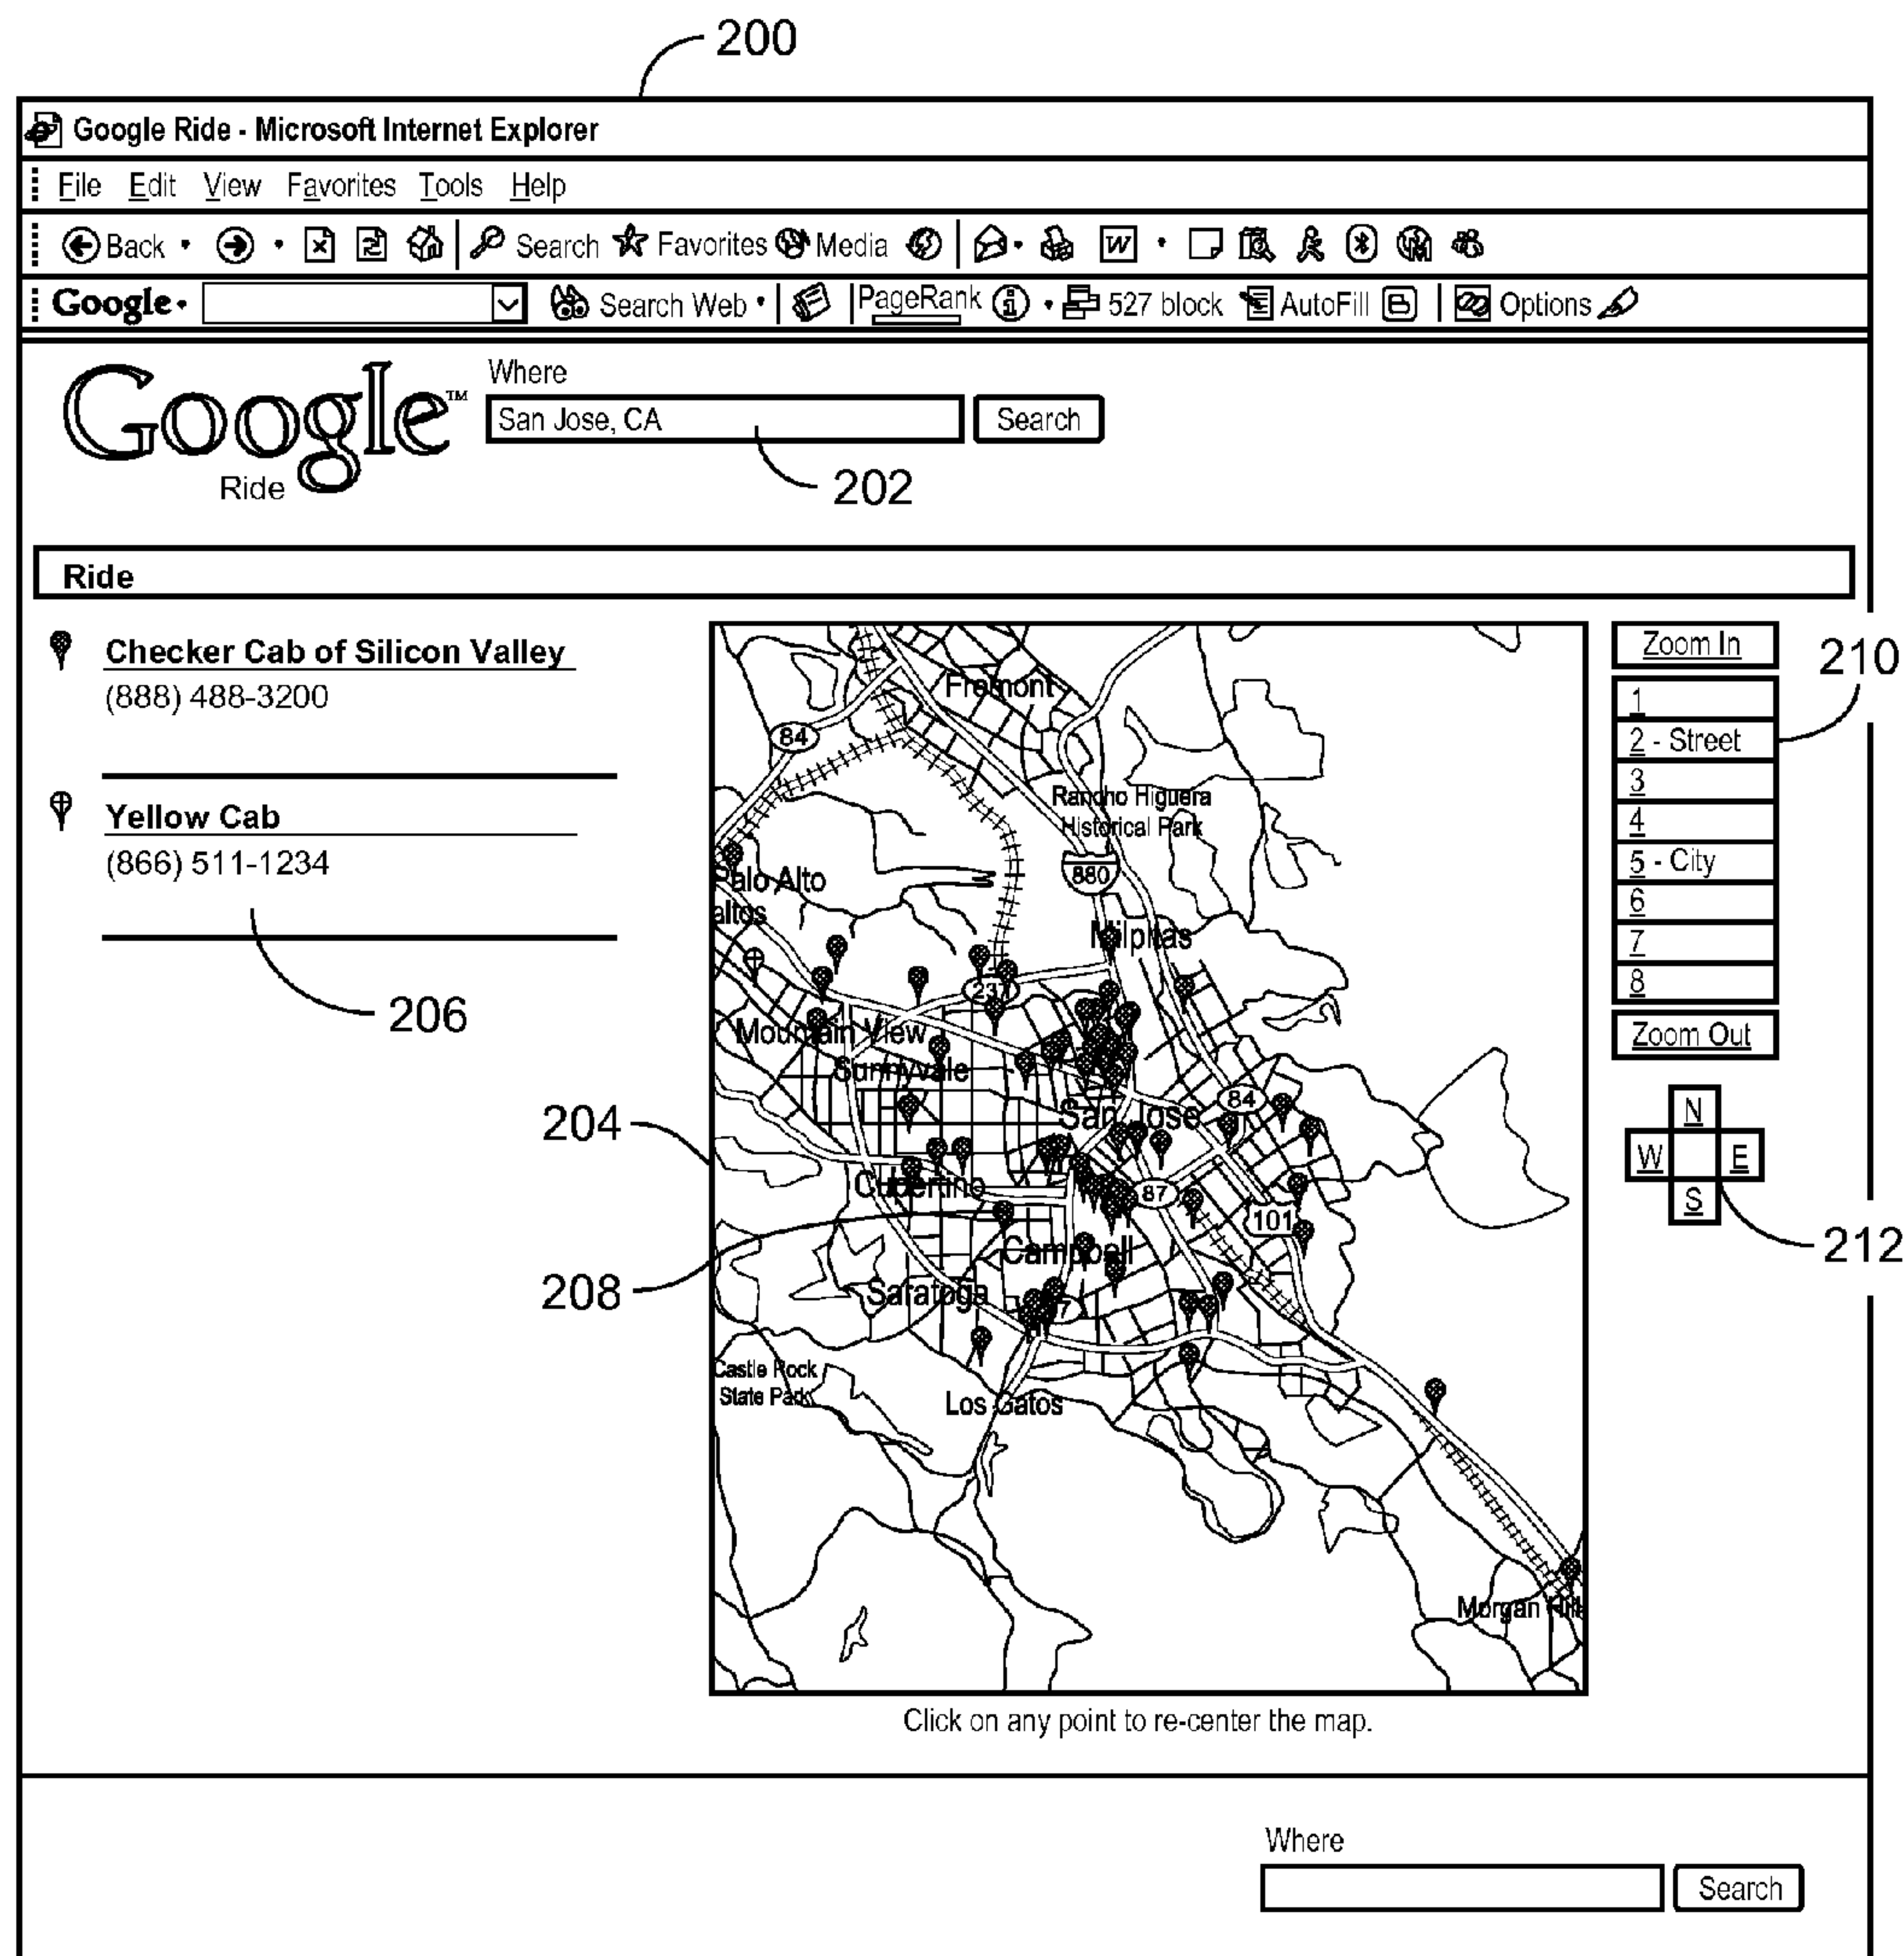 200
Google Ride - Microsoft Internet Explorer
File Edit View Favorites Tools Help
Back Search Favorites Media W
Google Search Web PageRank 527 block AutoFill Options
Google™
Ride
Where
San Jose, CA Search
202
Ride
Checker Cab of Silicon Valley
(888) 488-3200
Yellow Cab
(866) 511-1234
206
204
208
Fremont
84
Rancho Higuera
Historical Park
880
Palo Alto
altos
Milpitas
237
Mountain View
Sunnyvale
San Jose
84
Cupertino
87
101
Campbell
Saratoga
Castle Rock
State Park
Los Gatos
Morgan Hill
Click on any point to re-center the map.
Zoom In
210
1
2 - Street
3
4
5 - City
6
7
8
Zoom Out
N
W E
S
212
Where
Search